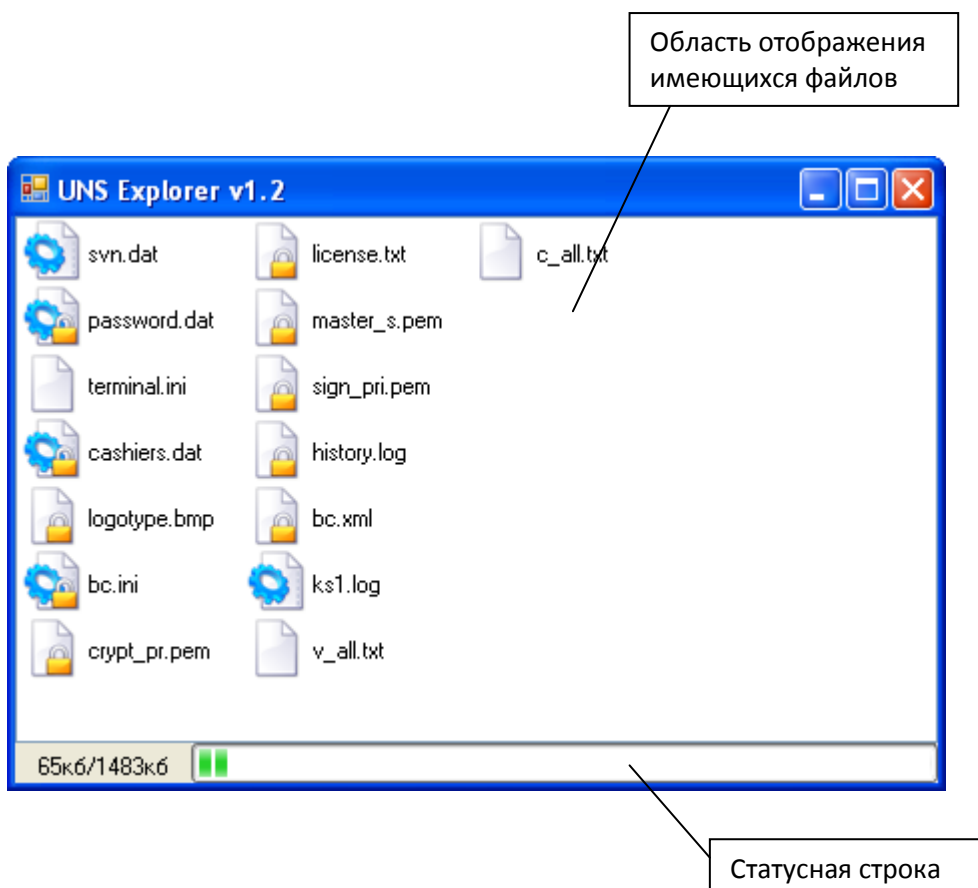 Область отображения
имеющихся файлов
UNS Explorer v1.2
svn.dat
password.dat
terminal.ini
cashiers.dat
logotype.bmp
bc.ini
crypt_pr.pem
license.txt
master_s.pem
sign_pri.pem
history.log
bc.xml
ks1.log
v_all.txt
c_all.txt
65кб/1483кб
Статусная строка